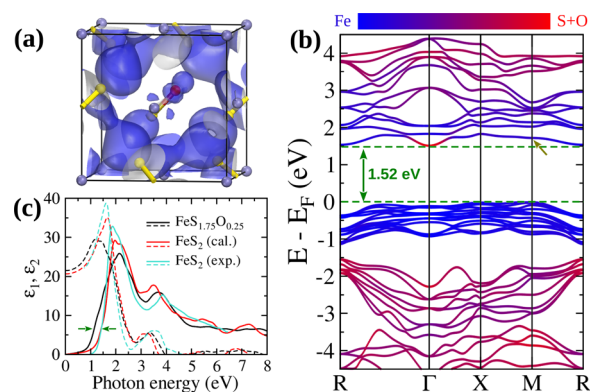 Fe S+O
(a)
(b)
4
3
2
1
0
-1
-2
-3
-4
E - E_F (eV)
1.52 eV
R Γ X M R
(c)
40
30
20
10
0
ε₁, ε₂
FeS₁.₇₅O₀.₂₅
FeS₂ (cal.)
FeS₂ (exp.)
0 1 2 3 4 5 6 7 8
Photon energy (eV)